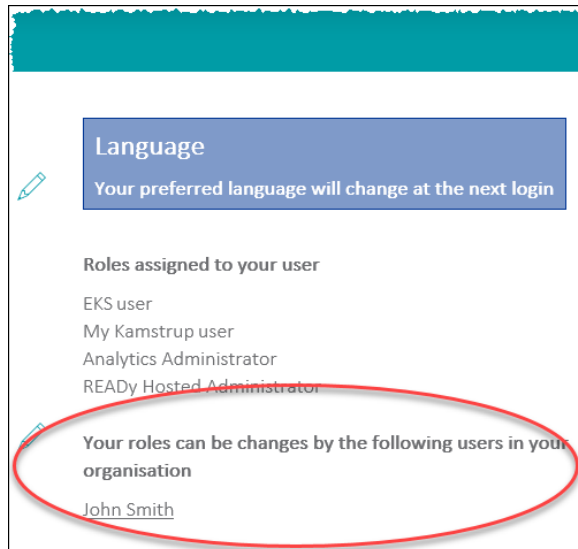 Language
Your preferred language will change at the next login
Roles assigned to your user
EKS user
My Kamstrup user
Analytics Administrator
READy Hosted Administrator
Your roles can be changes by the following users in your
organisation
John Smith